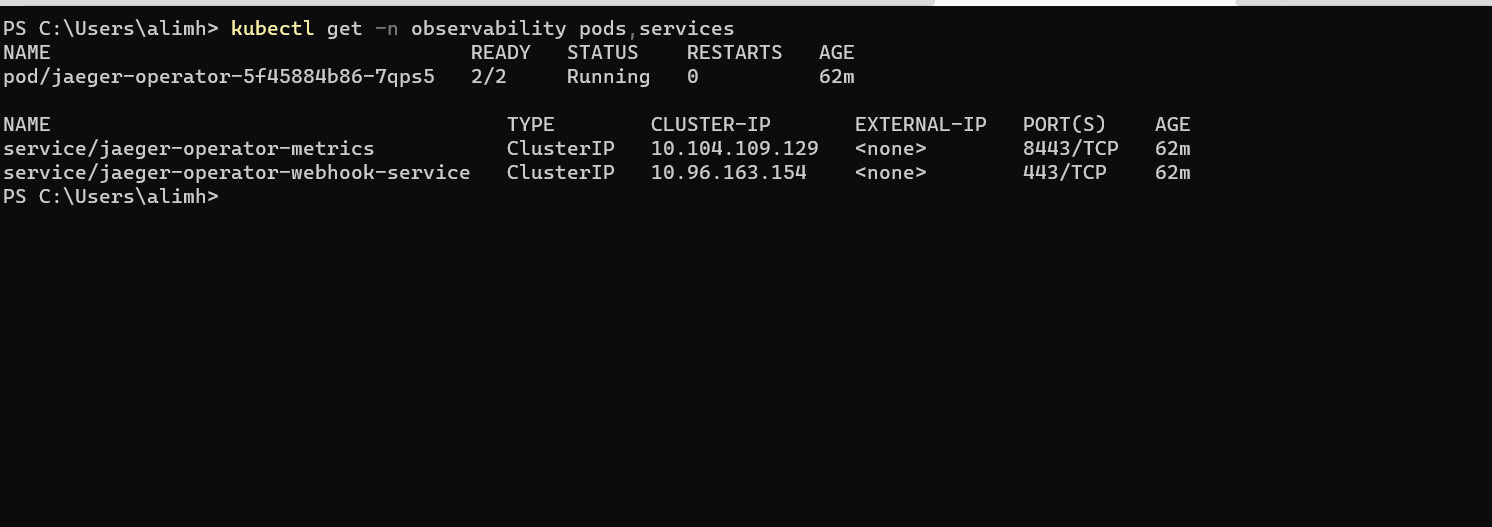 PS C:\Users\alimh> kubectl get -n observability pods,services
NAME READY STATUS RESTARTS AGE
pod/jaeger-operator-5f45884b86-7qps5 2/2 Running 0 62m
NAME TYPE CLUSTER-IP EXTERNAL-IP PORT(S) AGE
service/jaeger-operator-metrics ClusterIP 10.104.109.129 <none> 8443/TCP 62m
service/jaeger-operator-webhook-service ClusterIP 10.96.163.154 <none> 443/TCP 62m
PS C:\Users\alimh>